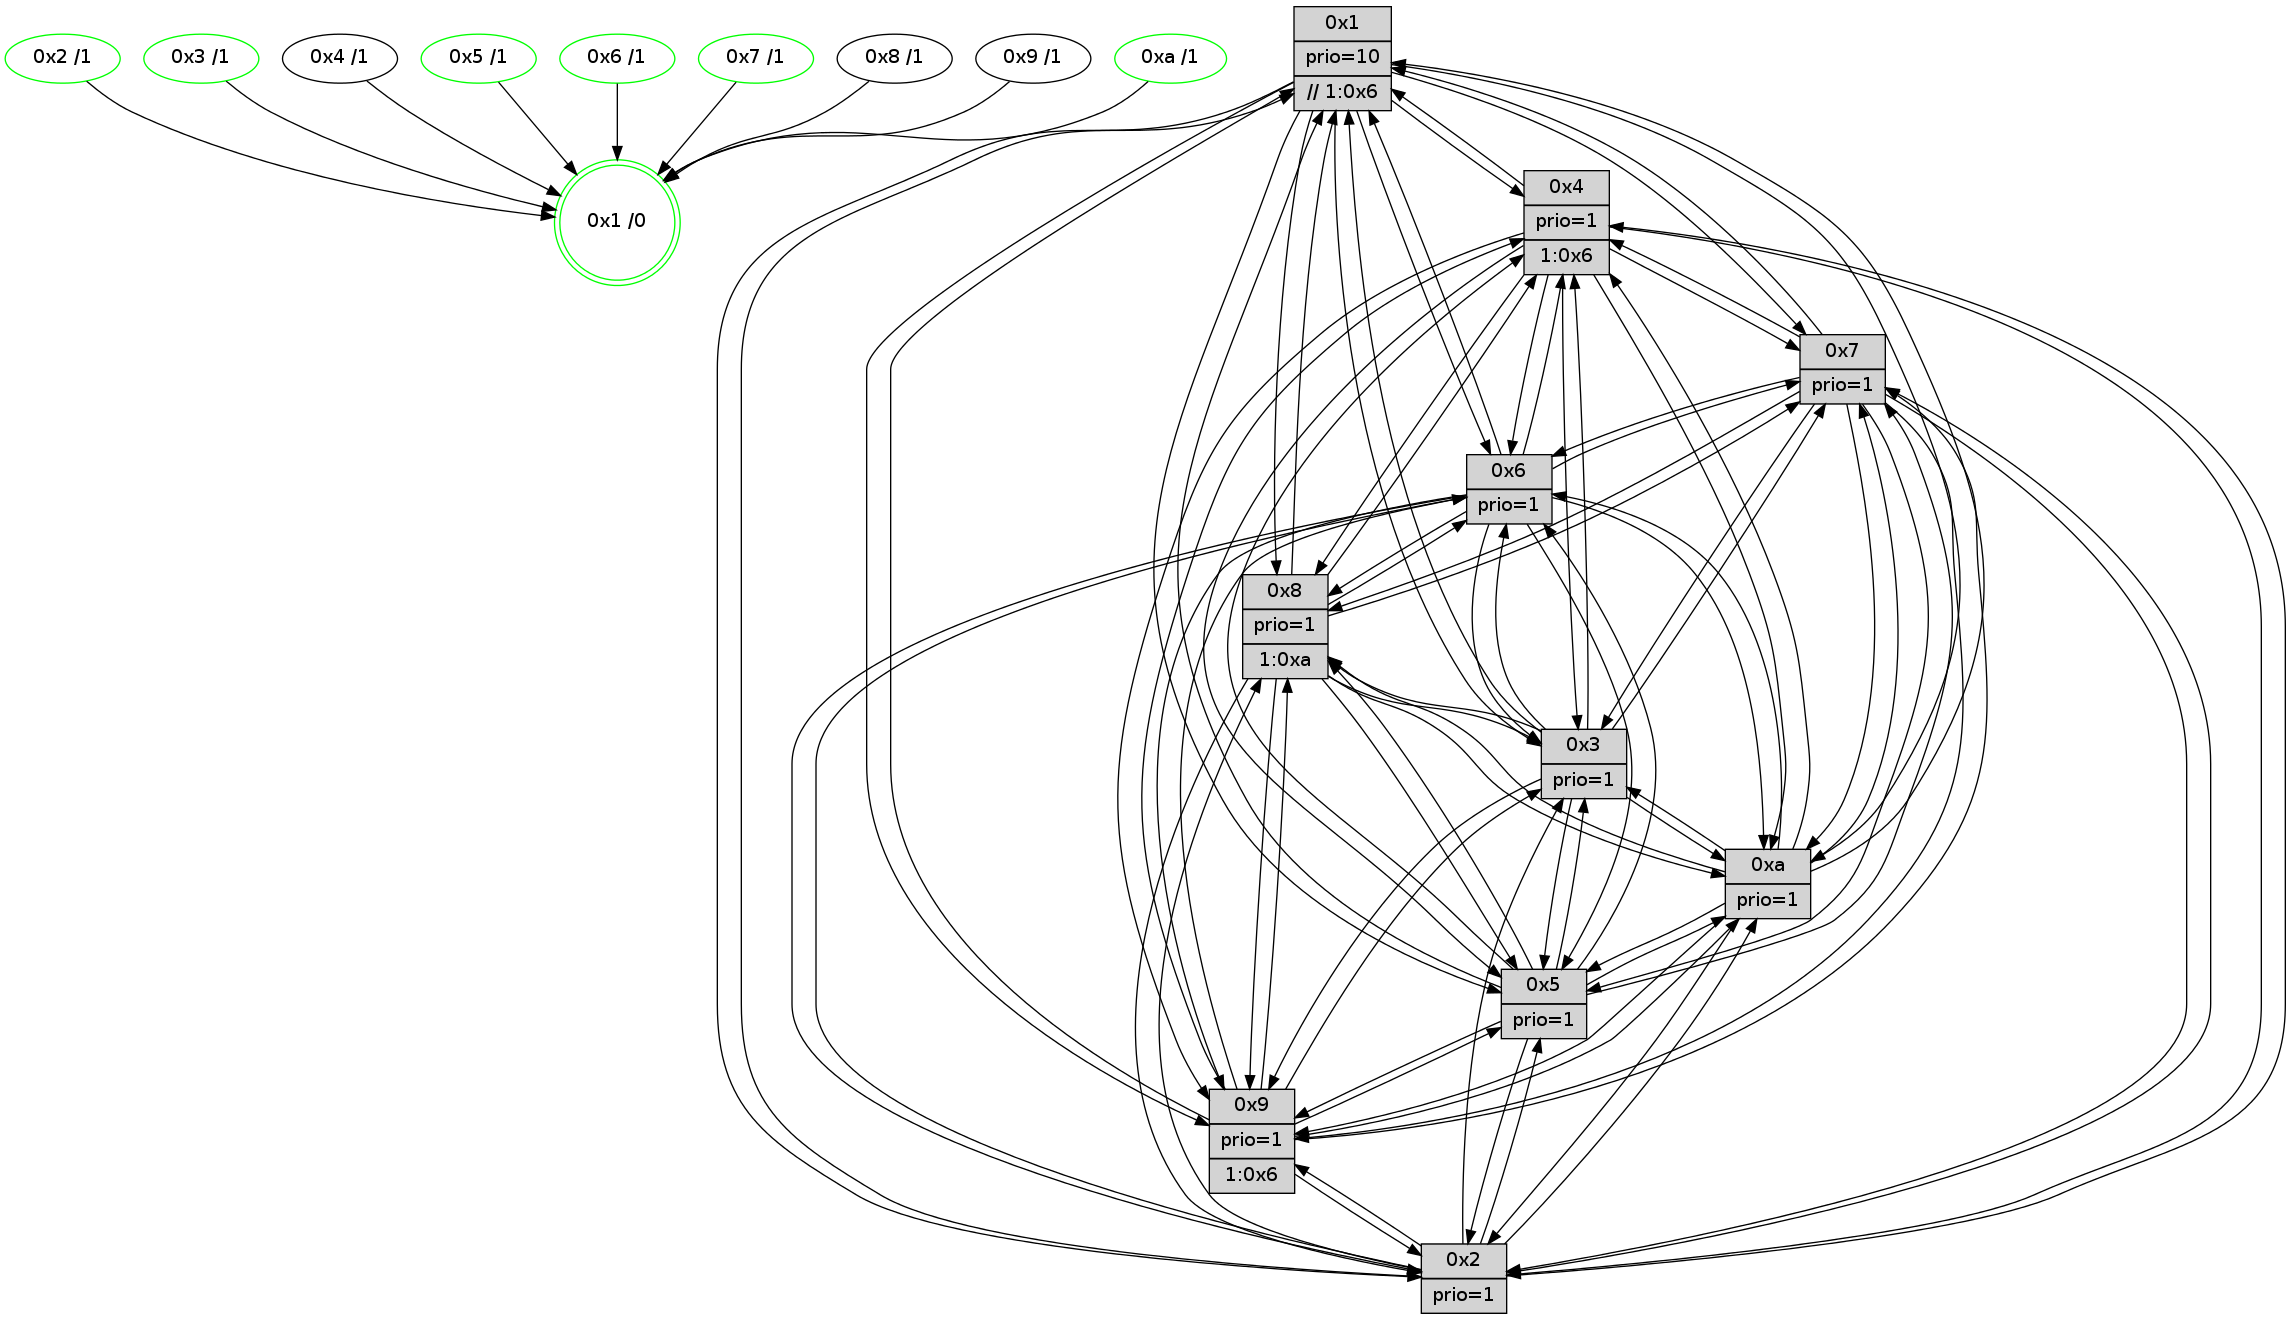 0x2 /1
0x3 /1
0x4 /1
0x5 /1
0x6 /1
0x7 /1
0x8 /1
0x9 /1
0xa /1
0x1 /0
0x1
prio=10
// 1:0x6
0x4
prio=1
1:0x6
0x7
prio=1
0x6
prio=1
0x8
prio=1
1:0xa
0x3
prio=1
0xa
prio=1
0x5
prio=1
0x9
prio=1
1:0x6
0x2
prio=1